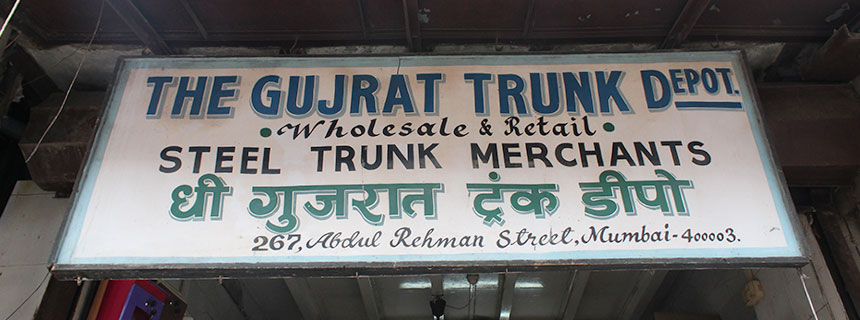 THE GUJRAT TRUNK DEPOT.
• Wholesale & Retail •
STEEL TRUNK MERCHANTS
धी गुजरात ट्रंक डीपो
267, Abdul Rehman Street, Mumbai-400003.